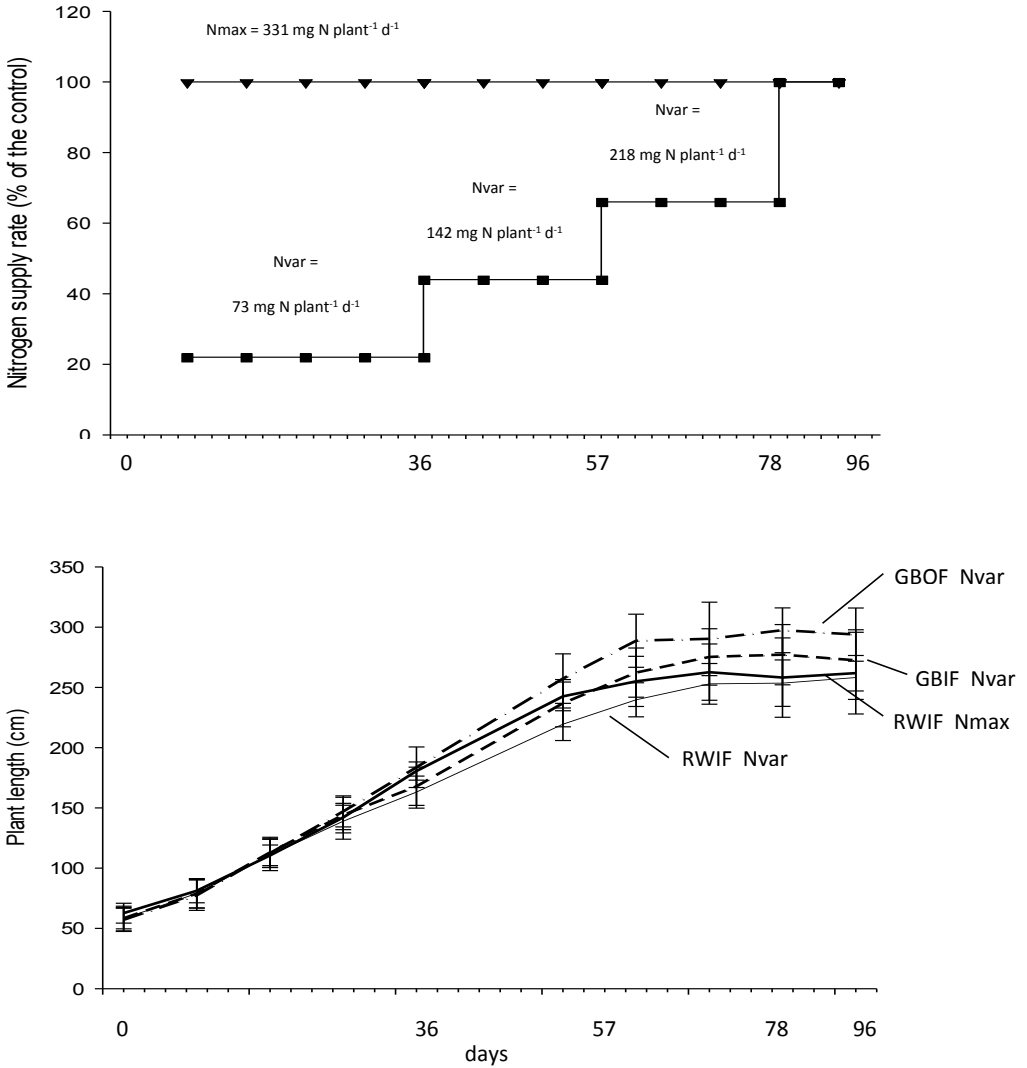 Nitrogen supply rate (% of the control)
120
100
80
60
40
20
0
Nmax = 331 mg N plant⁻¹ d⁻¹
Nvar =
218 mg N plant⁻¹ d⁻¹
Nvar =
142 mg N plant⁻¹ d⁻¹
Nvar =
73 mg N plant⁻¹ d⁻¹
0 36 57 78 96
Plant length (cm)
350
300
250
200
150
100
50
0
GBOF Nvar
GBIF Nvar
RWIF Nmax
RWIF Nvar
0 36 57 78 96
days